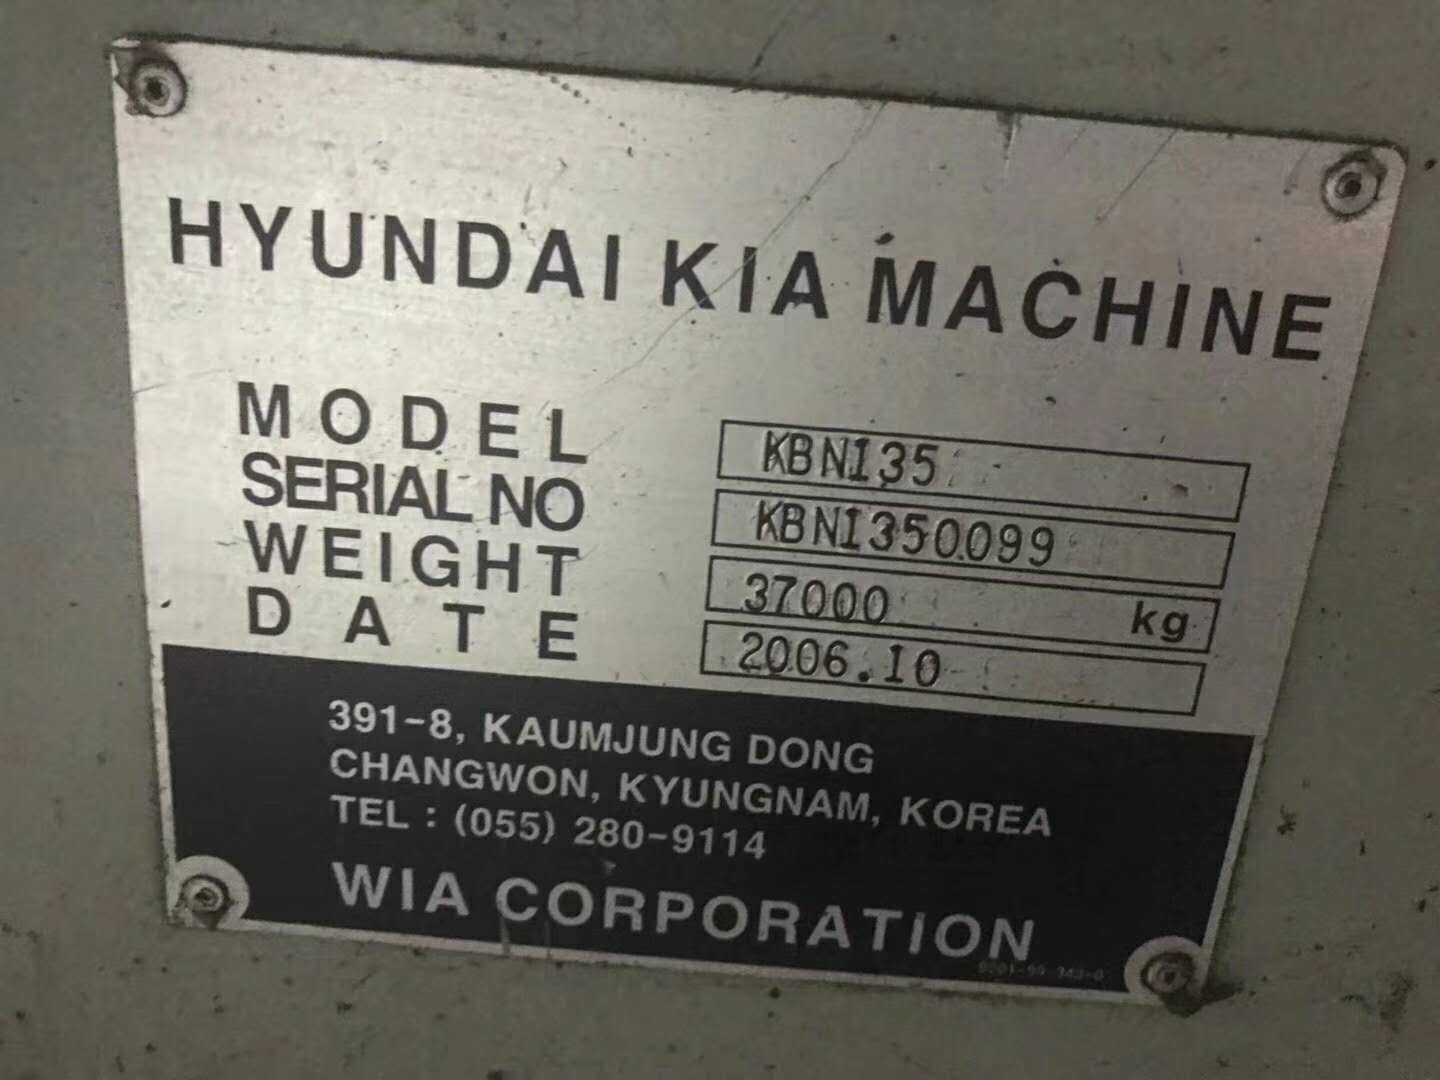 HYUNDAI KIA MACHINE
MODEL KBN135
SERIAL NO KBN1350099
WEIGHT 37000 kg
DATE 2006.10
391-8, KAUMJUNG DONG
CHANGWON, KYUNGNAM, KOREA
TEL : (055) 280-9114
WIA CORPORATION